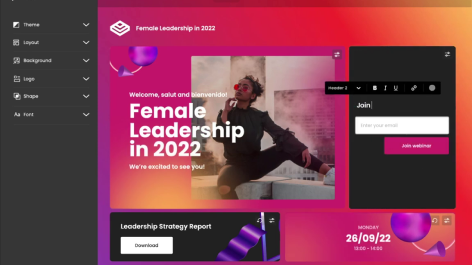 Theme
Layout
Background
Logo
Shape
Aa Font
Female Leadership in 2022
Welcome, salut and bienvenido!
Female
Leadership
in 2022
We're excited to see you!
Header 2 B I U
Join
Enter your email
Join webinar
Leadership Strategy Report
Download
MONDAY
26/09/22
13:00 - 14:00